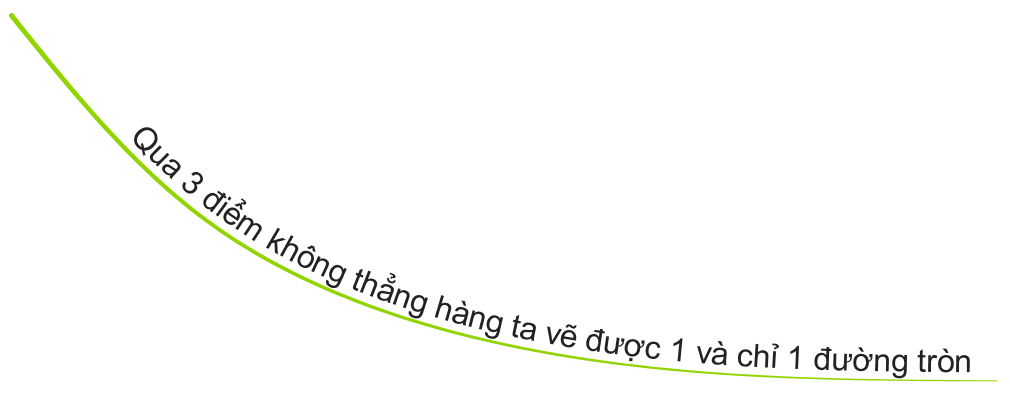 Qua 3 điểm không thẳng hàng ta vẽ được 1 và chỉ 1 đường tròn